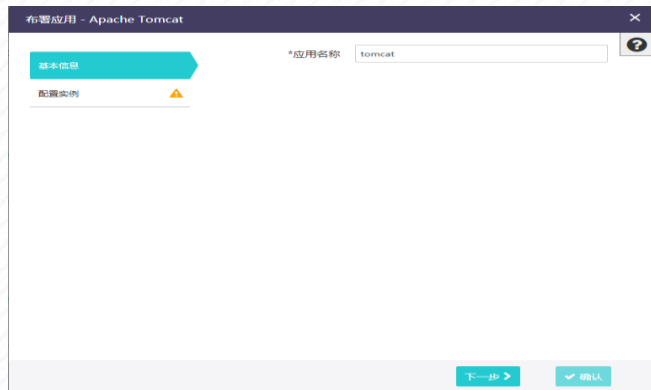 布署应用 - Apache Tomcat
基本信息
配置实例
*应用名称 tomcat
下一步
确认